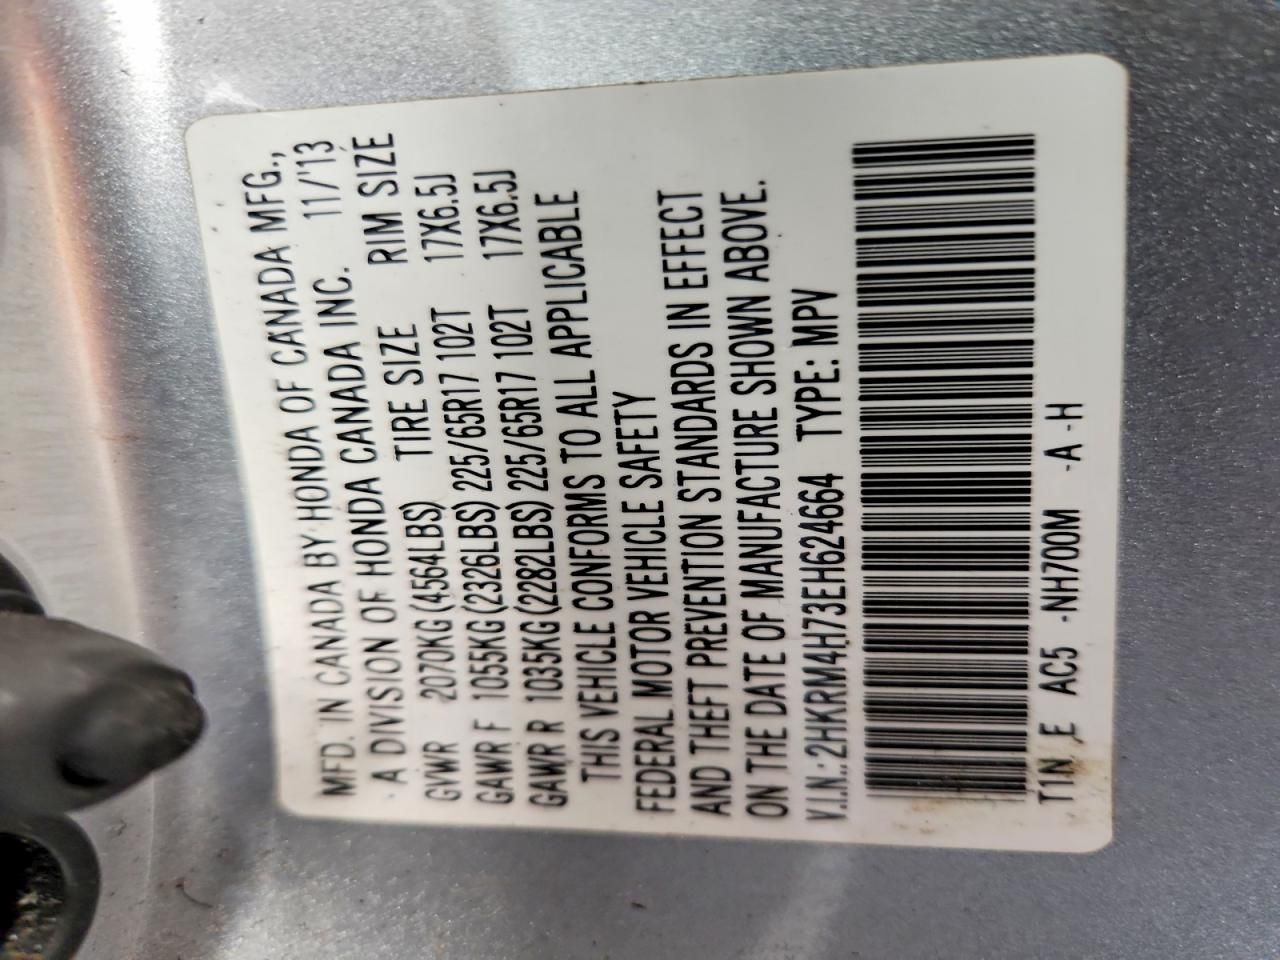 MFD. IN CANADA BY HONDA OF CANADA MFG.,
A DIVISION OF HONDA CANADA INC. 11/'13
GVWR 2070KG(4564LBS) TIRE SIZE RIM SIZE
GAWR F 1055KG(2326LBS) 225/65R17 102T 17X6.5J
GAWR R 1035KG(2282LBS) 225/65R17 102T 17X6.5J
THIS VEHICLE CONFORMS TO ALL APPLICABLE
FEDERAL MOTOR VEHICLE SAFETY
AND THEFT PREVENTION STANDARDS IN EFFECT
ON THE DATE OF MANUFACTURE SHOWN ABOVE.
V.I.N.:2HKRM4H73EH624664 TYPE: MPV
T1N E AC5 -NH700M -A -H